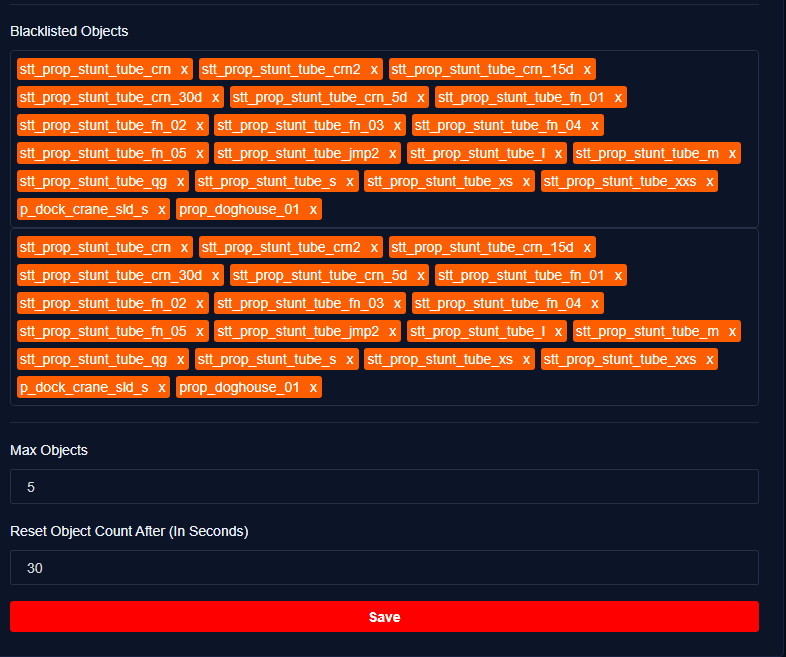 Blacklisted Objects
stt_prop_stunt_tube_crn x stt_prop_stunt_tube_crn2 x stt_prop_stunt_tube_crn_15d x
stt_prop_stunt_tube_crn_30d x stt_prop_stunt_tube_crn_5d x stt_prop_stunt_tube_fn_01 x
stt_prop_stunt_tube_fn_02 x stt_prop_stunt_tube_fn_03 x stt_prop_stunt_tube_fn_04 x
stt_prop_stunt_tube_fn_05 x stt_prop_stunt_tube_jmp2 x stt_prop_stunt_tube_l x stt_prop_stunt_tube_m x
stt_prop_stunt_tube_qg x stt_prop_stunt_tube_s x stt_prop_stunt_tube_xs x stt_prop_stunt_tube_xxs x
p_dock_crane_sld_s x prop_doghouse_01 x
stt_prop_stunt_tube_crn x stt_prop_stunt_tube_crn2 x stt_prop_stunt_tube_crn_15d x
stt_prop_stunt_tube_crn_30d x stt_prop_stunt_tube_crn_5d x stt_prop_stunt_tube_fn_01 x
stt_prop_stunt_tube_fn_02 x stt_prop_stunt_tube_fn_03 x stt_prop_stunt_tube_fn_04 x
stt_prop_stunt_tube_fn_05 x stt_prop_stunt_tube_jmp2 x stt_prop_stunt_tube_l x stt_prop_stunt_tube_m x
stt_prop_stunt_tube_qg x stt_prop_stunt_tube_s x stt_prop_stunt_tube_xs x stt_prop_stunt_tube_xxs x
p_dock_crane_sld_s x prop_doghouse_01 x
Max Objects
5
Reset Object Count After (In Seconds)
30
Save